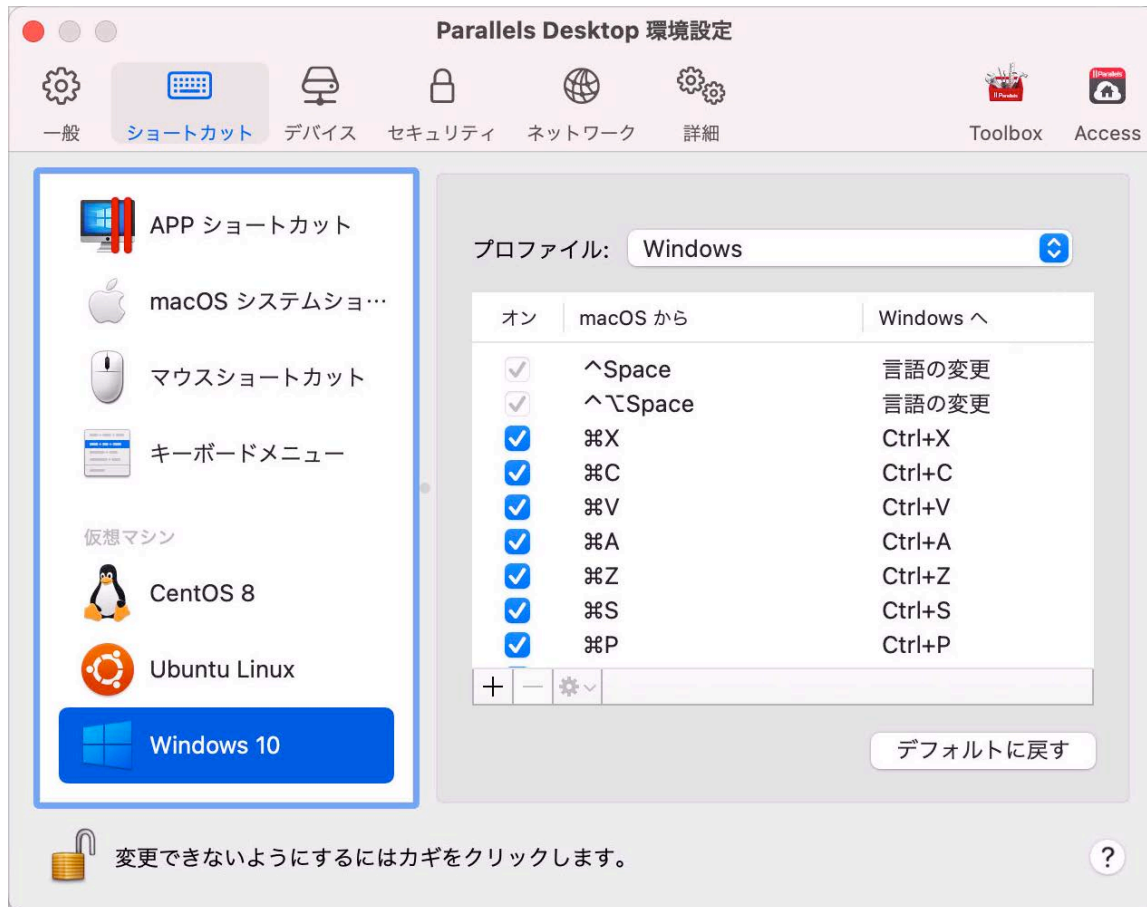 Parallels Desktop 環境設定
一般 ショートカット デバイス セキュリティ ネットワーク 詳細 Toolbox Access
APP ショートカット
macOS システムショ…
マウスショートカット
キーボードメニュー
仮想マシン
CentOS 8
Ubuntu Linux
Windows 10
プロファイル: Windows
オン macOS から Windows へ
^Space 言語の変更
^⌥Space 言語の変更
⌘X Ctrl+X
⌘C Ctrl+C
⌘V Ctrl+V
⌘A Ctrl+A
⌘Z Ctrl+Z
⌘S Ctrl+S
⌘P Ctrl+P
デフォルトに戻す
変更できないようにするにはカギをクリックします。
?